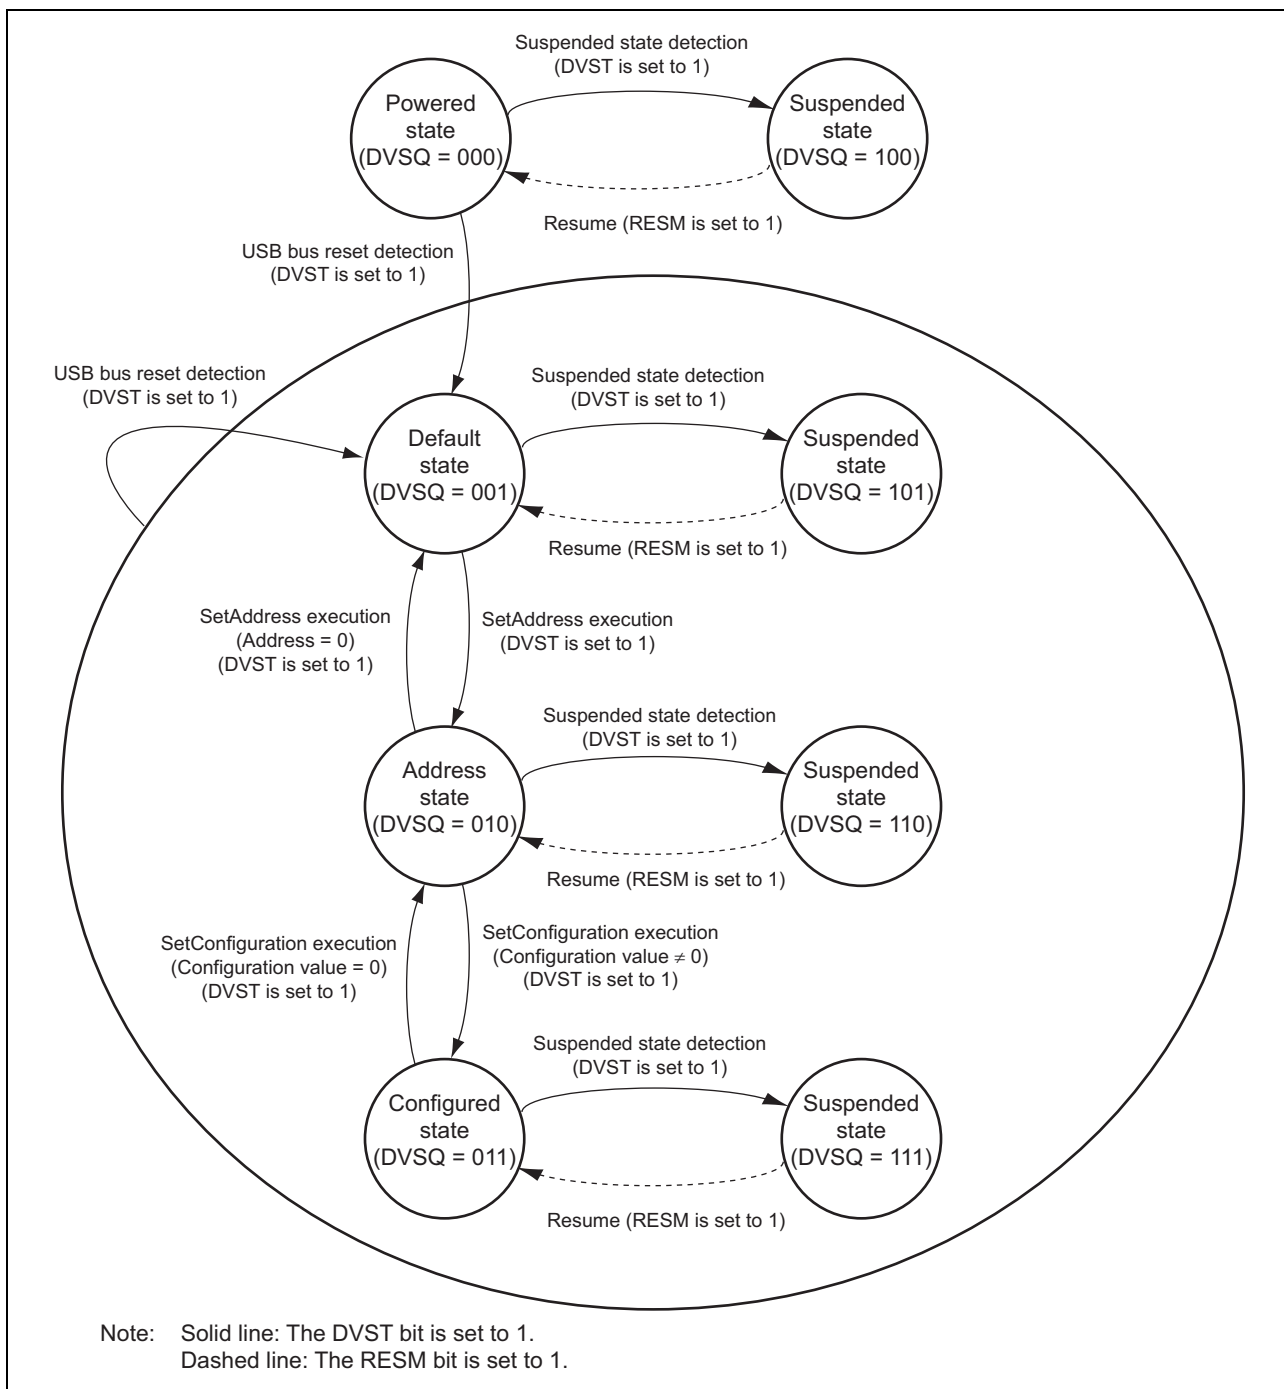 Suspended state detection
(DVST is set to 1)
Powered
state
(DVSQ = 000)
Suspended
state
(DVSQ = 100)
Resume (RESM is set to 1)
USB bus reset detection
(DVST is set to 1)
USB bus reset detection
(DVST is set to 1)
Suspended state detection
(DVST is set to 1)
Default
state
(DVSQ = 001)
Suspended
state
(DVSQ = 101)
Resume (RESM is set to 1)
SetAddress execution
(Address = 0)
(DVST is set to 1)
SetAddress execution
(DVST is set to 1)
Suspended state detection
(DVST is set to 1)
Address
state
(DVSQ = 010)
Suspended
state
(DVSQ = 110)
Resume (RESM is set to 1)
SetConfiguration execution
(Configuration value = 0)
(DVST is set to 1)
SetConfiguration execution
(Configuration value ≠ 0)
(DVST is set to 1)
Suspended state detection
(DVST is set to 1)
Configured
state
(DVSQ = 011)
Suspended
state
(DVSQ = 111)
Resume (RESM is set to 1)
Note: Solid line: The DVST bit is set to 1.
Dashed line: The RESM bit is set to 1.